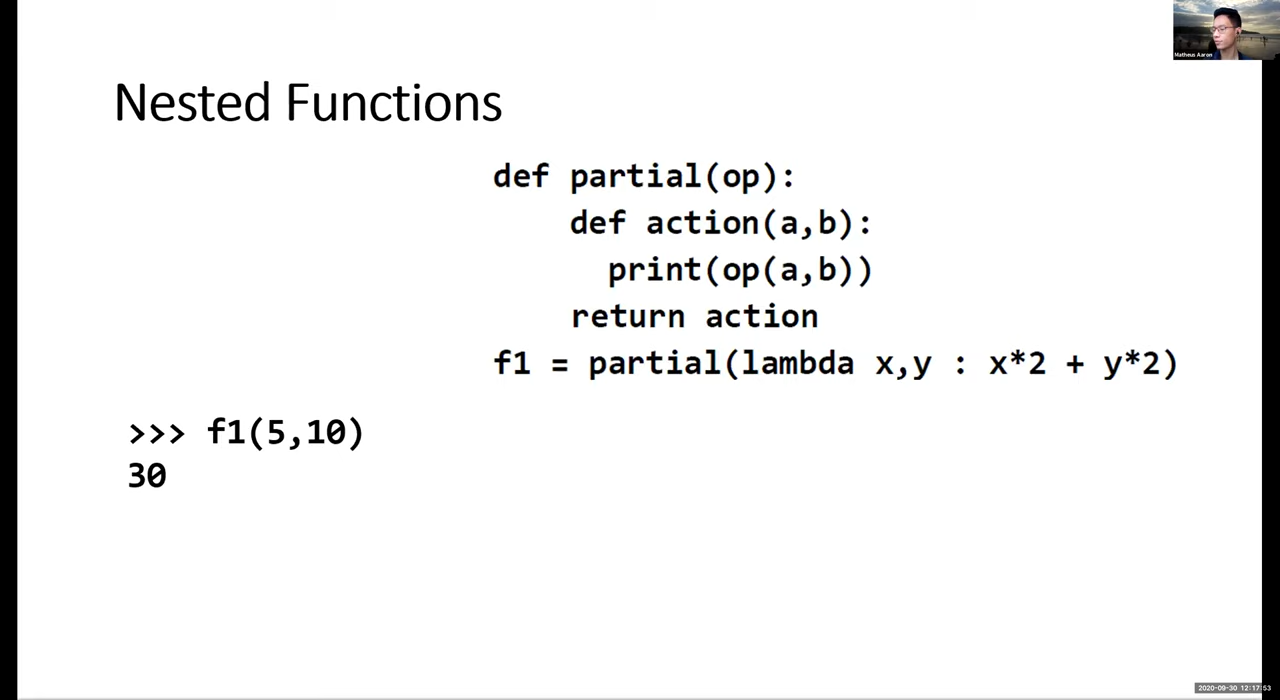 Matheus Aaron
Nested Functions
def partial(op):
    def action(a,b):
      print(op(a,b))
    return action
f1 = partial(lambda x,y : x*2 + y*2)
>>> f1(5,10)
30
2020-09-30 12:17:53